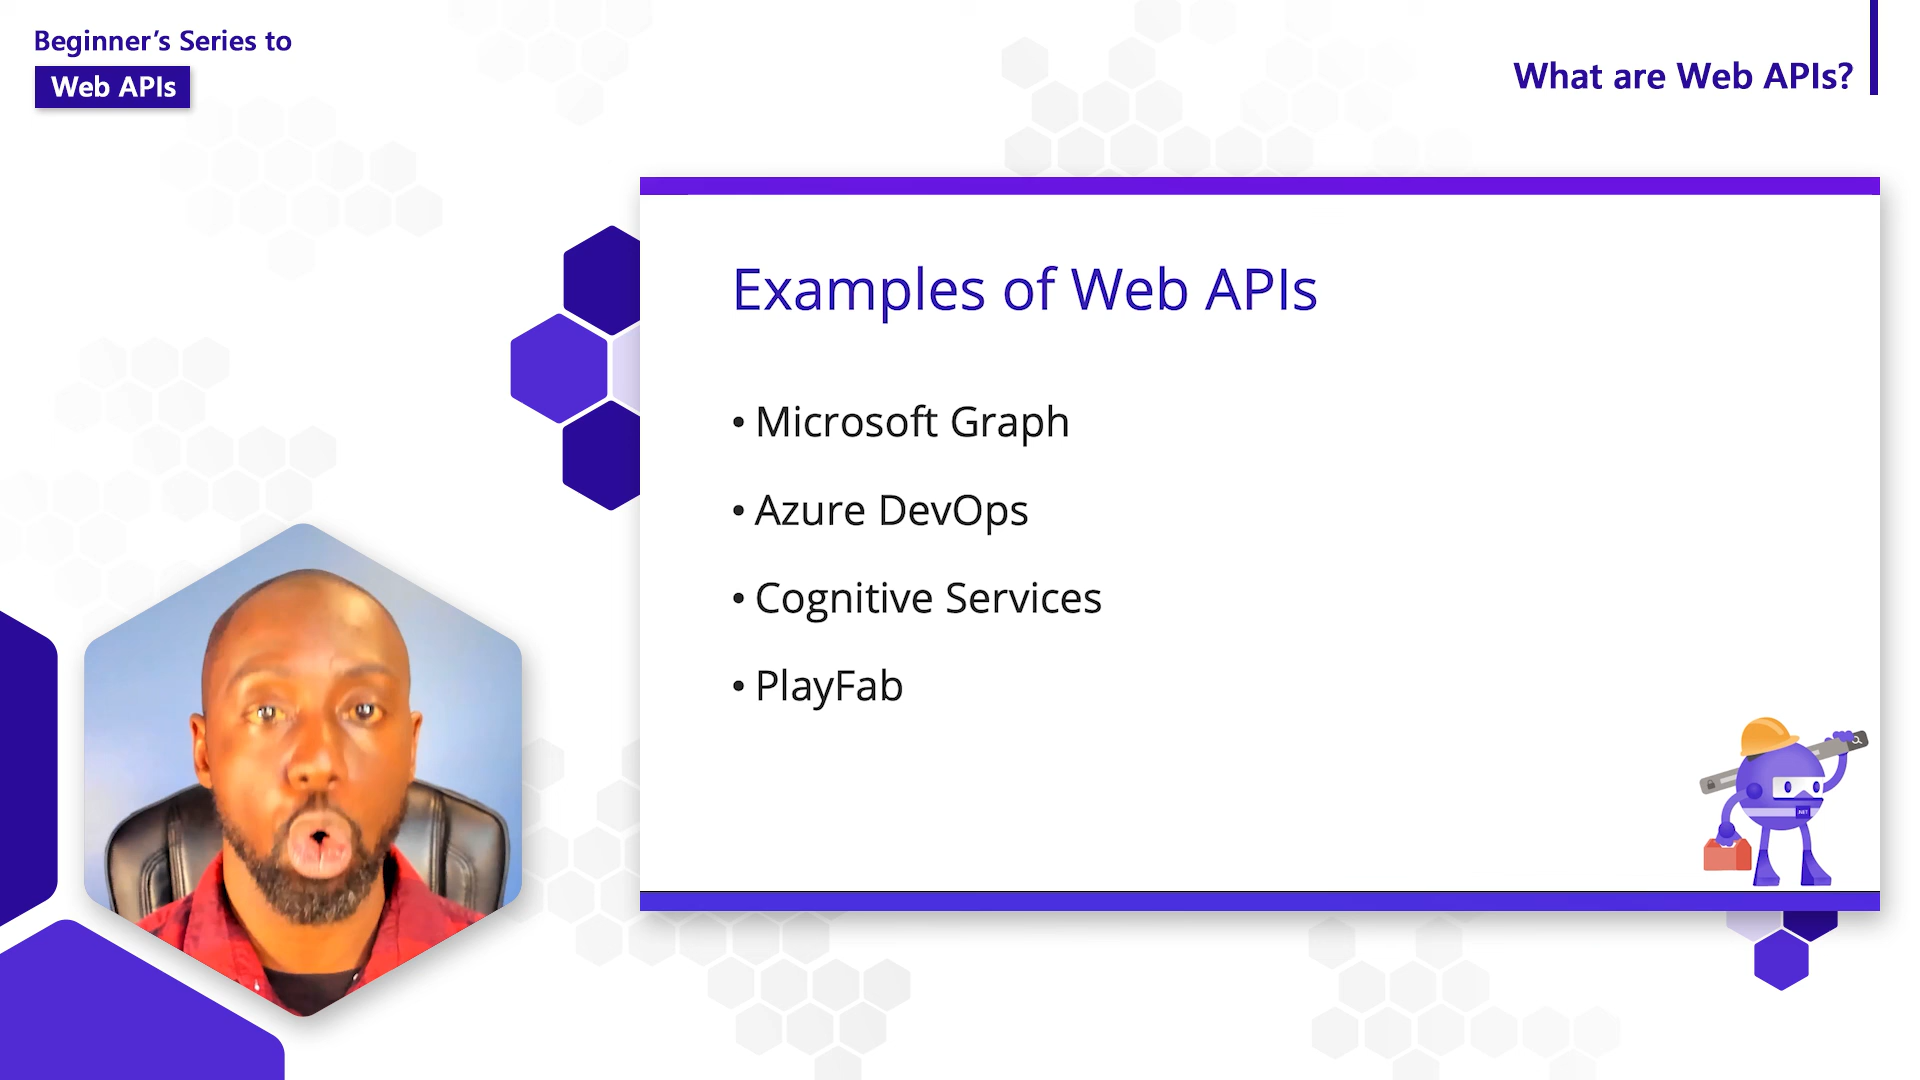 Beginner’s Series to
Web APIs
What are Web APIs?
Examples of Web APIs
• Microsoft Graph
• Azure DevOps
• Cognitive Services
• PlayFab
.NET